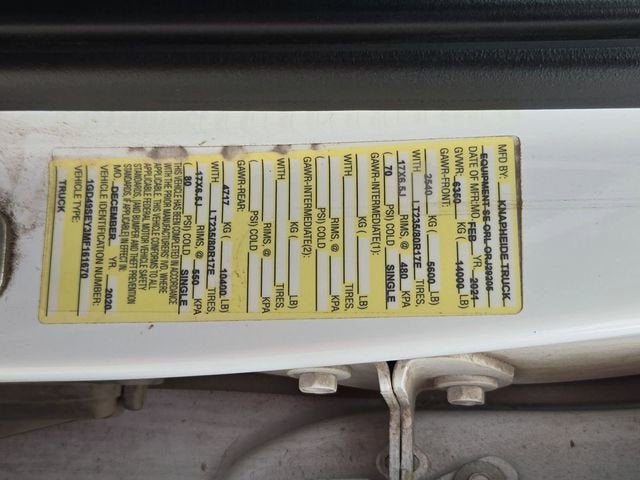 MFD BY: KNAPHEIDE TRUCK
EQUIPMENT-SE-ORL-OPJ29205
DATE OF MFR.: MO. FEB YR. 2021
GVWR: 6350 KG ( 14000 LB)
GAWR-FRONT:
2540 KG ( 5600 LB)
WITH LT235/80R17E TIRES,
17X6.5J RIMS, @ 480 KPA
( 70 PSI) COLD SINGLE
GAWR-INTERMEDIATE(1):
KG ( LB)
WITH TIRES,
RIMS, @ KPA
( PSI) COLD
GAWR-INTERMEDIATE(2):
KG ( LB)
WITH TIRES,
RIMS, @ KPA
( PSI) COLD
GAWR-REAR:
4717 KG ( 10400 LB)
WITH LT235/80R17E TIRES,
17X6.5J RIMS, @ 550 KPA
( 80 PSI) COLD SINGLE
THIS VEHICLE HAS BEEN COMPLETED IN ACCORDANCE
WITH THE PRIOR MANUFACTURERS' IVD, WHERE
APPLICABLE. THIS VEHICLE CONFORMS TO ALL
APPLICABLE FEDERAL MOTOR VEHICLE SAFETY
STANDARDS, AND BUMPER AND THEFT PREVENTION
STANDARDS, IF APPLICABLE, IN EFFECT IN:
MO. DECEMBER YR. 2020
VEHICLE IDENTIFICATION NUMBER:
1GD49SEY3MF161670
VEHICLE TYPE:
TRUCK